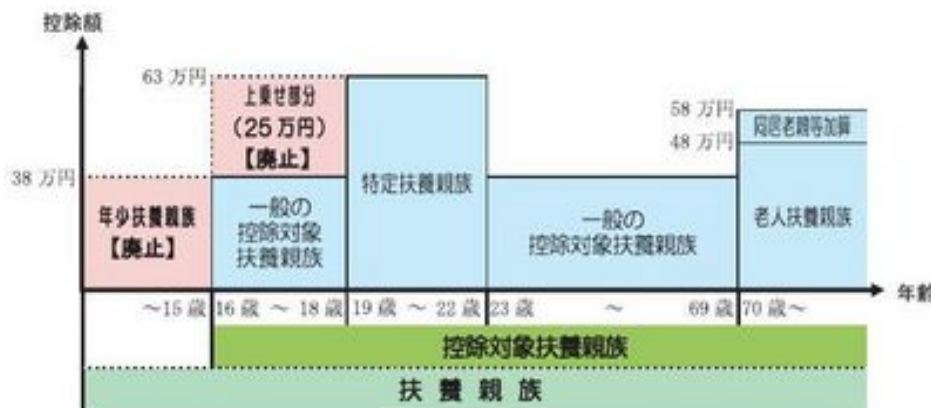 控除額
63 万円
上乗せ部分
(25万円)
【廃止】
58 万円
同居老親等加算
48 万円
38 万円
年少扶養親族
【廃止】
一般の
控除対象
扶養親族
特定扶養親族
一般の
控除対象扶養親族
老人扶養親族
年齢
～15 歳
16 歳 ～ 18 歳
19 歳 ～ 22 歳
23 歳 ～ 69 歳
70 歳～
控除対象扶養親族
扶養親族